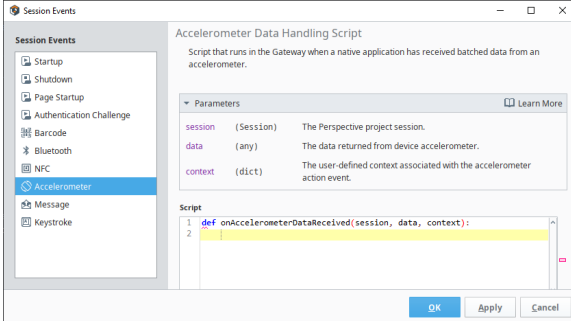 Session Events
Session Events
Startup
Shutdown
Page Startup
Authentication Challenge
Barcode
Bluetooth
NFC
Accelerometer
Message
Keystroke
Accelerometer Data Handling Script
Script that runs in the Gateway when a native application has received batched data from an
accelerometer.
Parameters
Learn More
session (Session) The Perspective project session.
data (any) The data returned from device accelerometer.
context (dict) The user-defined context associated with the accelerometer
action event.
Script
1 def onAccelerometerDataReceived(session, data, context):
2
OK Apply Cancel